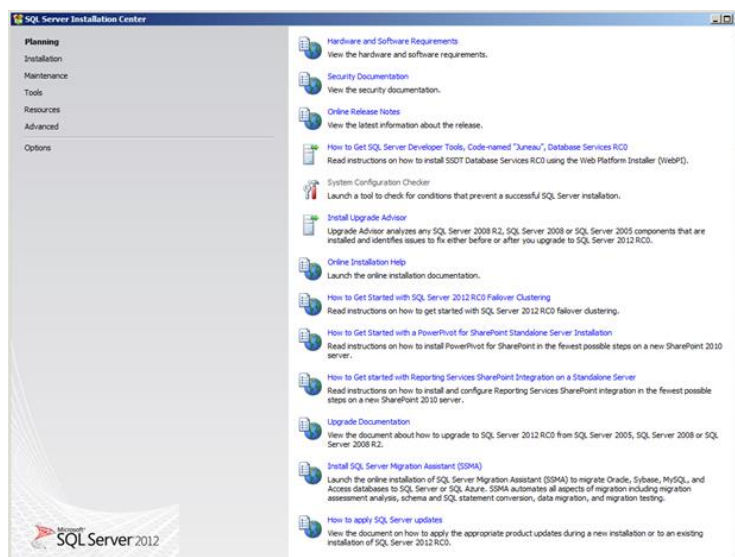 SQL Server Installation Center
Planning
Installation
Maintenance
Tools
Resources
Advanced
Options
Hardware and Software Requirements
View the hardware and software requirements.
Security Documentation
View the security documentation.
Online Release Notes
View the latest information about the release.
How to Get SQL Server Developer Tools, Code-named "Juneau", Database Services RC0
Read instructions on how to install SSDT Database Services RC0 using the Web Platform Installer (WebPI).
System Configuration Checker
Launch a tool to check for conditions that prevent a successful SQL Server installation.
Install Upgrade Advisor
Upgrade Advisor analyzes any SQL Server 2008 R2, SQL Server 2008 or SQL Server 2005 components that are
installed and identifies issues to fix either before or after you upgrade to SQL Server 2012 RC0.
Online Installation Help
Launch the online installation documentation.
How to Get Started with SQL Server 2012 RC0 Failover Clustering
Read instructions on how to get started with SQL Server 2012 RC0 failover clustering.
How to Get Started with a PowerPivot for SharePoint Standalone Server Installation
Read instructions on how to install PowerPivot for SharePoint in the fewest possible steps on a new SharePoint 2010
server.
How to Get started with Reporting Services SharePoint Integration on a Standalone Server
Read instructions on how to install and configure Reporting Services SharePoint integration in the fewest possible
steps on a new SharePoint 2010 server.
Upgrade Documentation
View the document about how to upgrade to SQL Server 2012 RC0 from SQL Server 2005, SQL Server 2008 or SQL
Server 2008 R2.
Install SQL Server Migration Assistant (SSMA)
Launch the online installation of SQL Server Migration Assistant (SSMA) to migrate Oracle, Sybase, MySQL, and
Access databases to SQL Server or SQL Azure. SSMA automates all aspects of migration including migration
assessment analysis, schema and SQL statement conversion, data migration, and migration testing.
How to apply SQL Server updates
View the document on how to apply the appropriate product updates during a new installation or to an existing
installation of SQL Server 2012 RC0.
Microsoft
SQL Server 2012